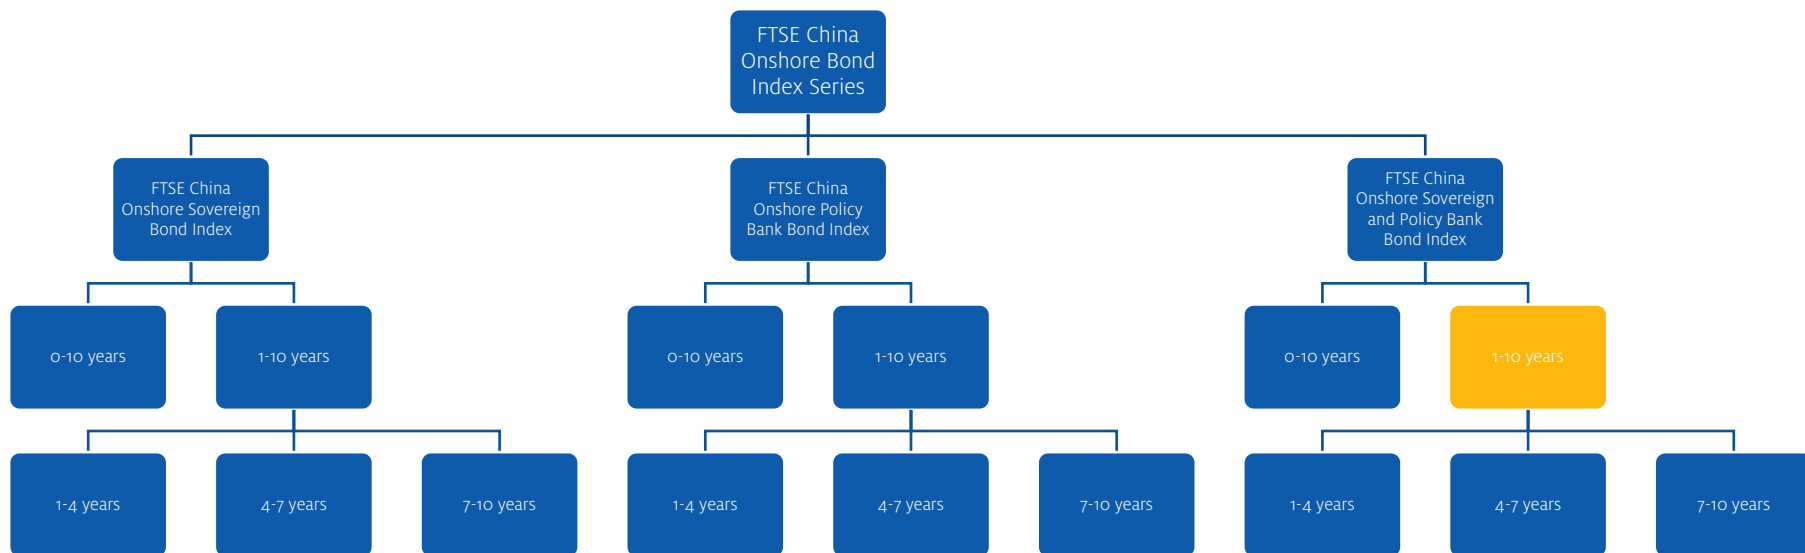 FTSE China
Onshore Bond
Index Series
FTSE China
Onshore Sovereign
Bond Index
FTSE China
Onshore Policy
Bank Bond Index
FTSE China
Onshore Sovereign
and Policy Bank
Bond Index
0-10 years
1-10 years
0-10 years
1-10 years
0-10 years
1-10 years
1-4 years
4-7 years
7-10 years
1-4 years
4-7 years
7-10 years
1-4 years
4-7 years
7-10 years